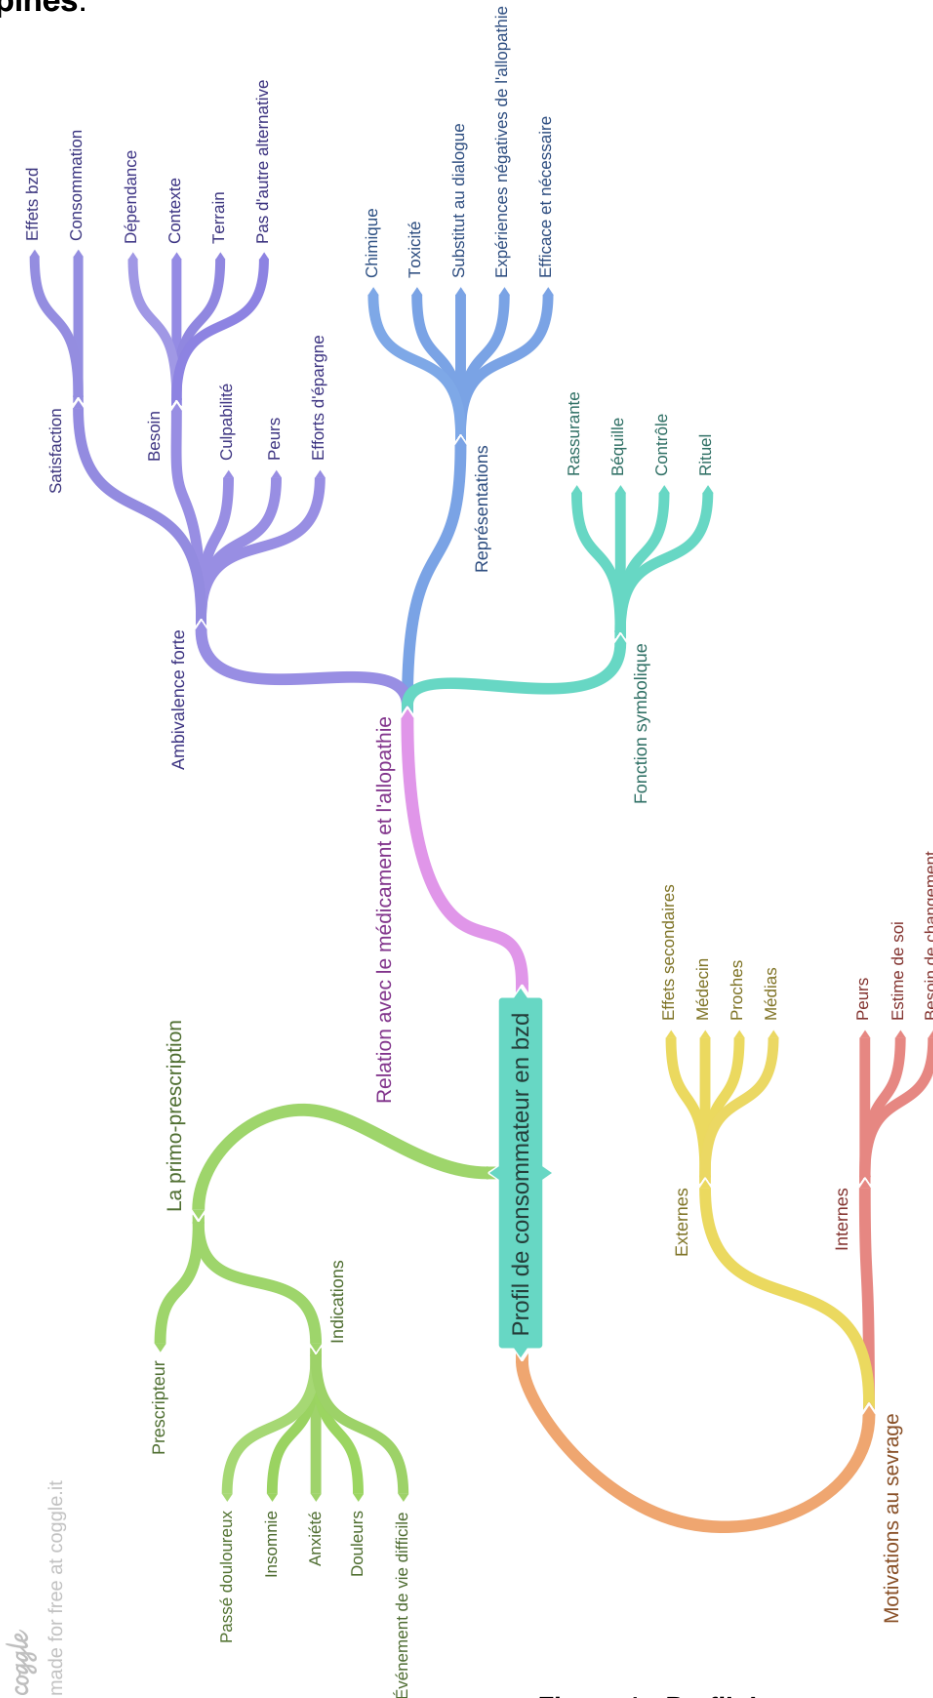 pines.
Effets bzd
Consommation
Satisfaction
Dépendance
Contexte
Terrain
Pas d'autre alternative
Besoin
Culpabilité
Peurs
Efforts d'épargne
Ambivalence forte
Chimique
Toxicité
Substitut au dialogue
Expériences négatives de l'allopathie
Efficace et nécessaire
Représentations
Rassurante
Béquille
Contrôle
Rituel
Fonction symbolique
Relation avec le médicament et l'allopathie
Profil de consommateur en bzd
La primo-prescription
Prescripteur
Indications
Passé douloureux
Insomnie
Anxiété
Douleurs
Événement de vie difficile
Effets secondaires
Médecin
Proches
Médias
Externes
Peurs
Estime de soi
Besoin de changement
Internes
Motivations au sevrage
coggle
made for free at coggle.it